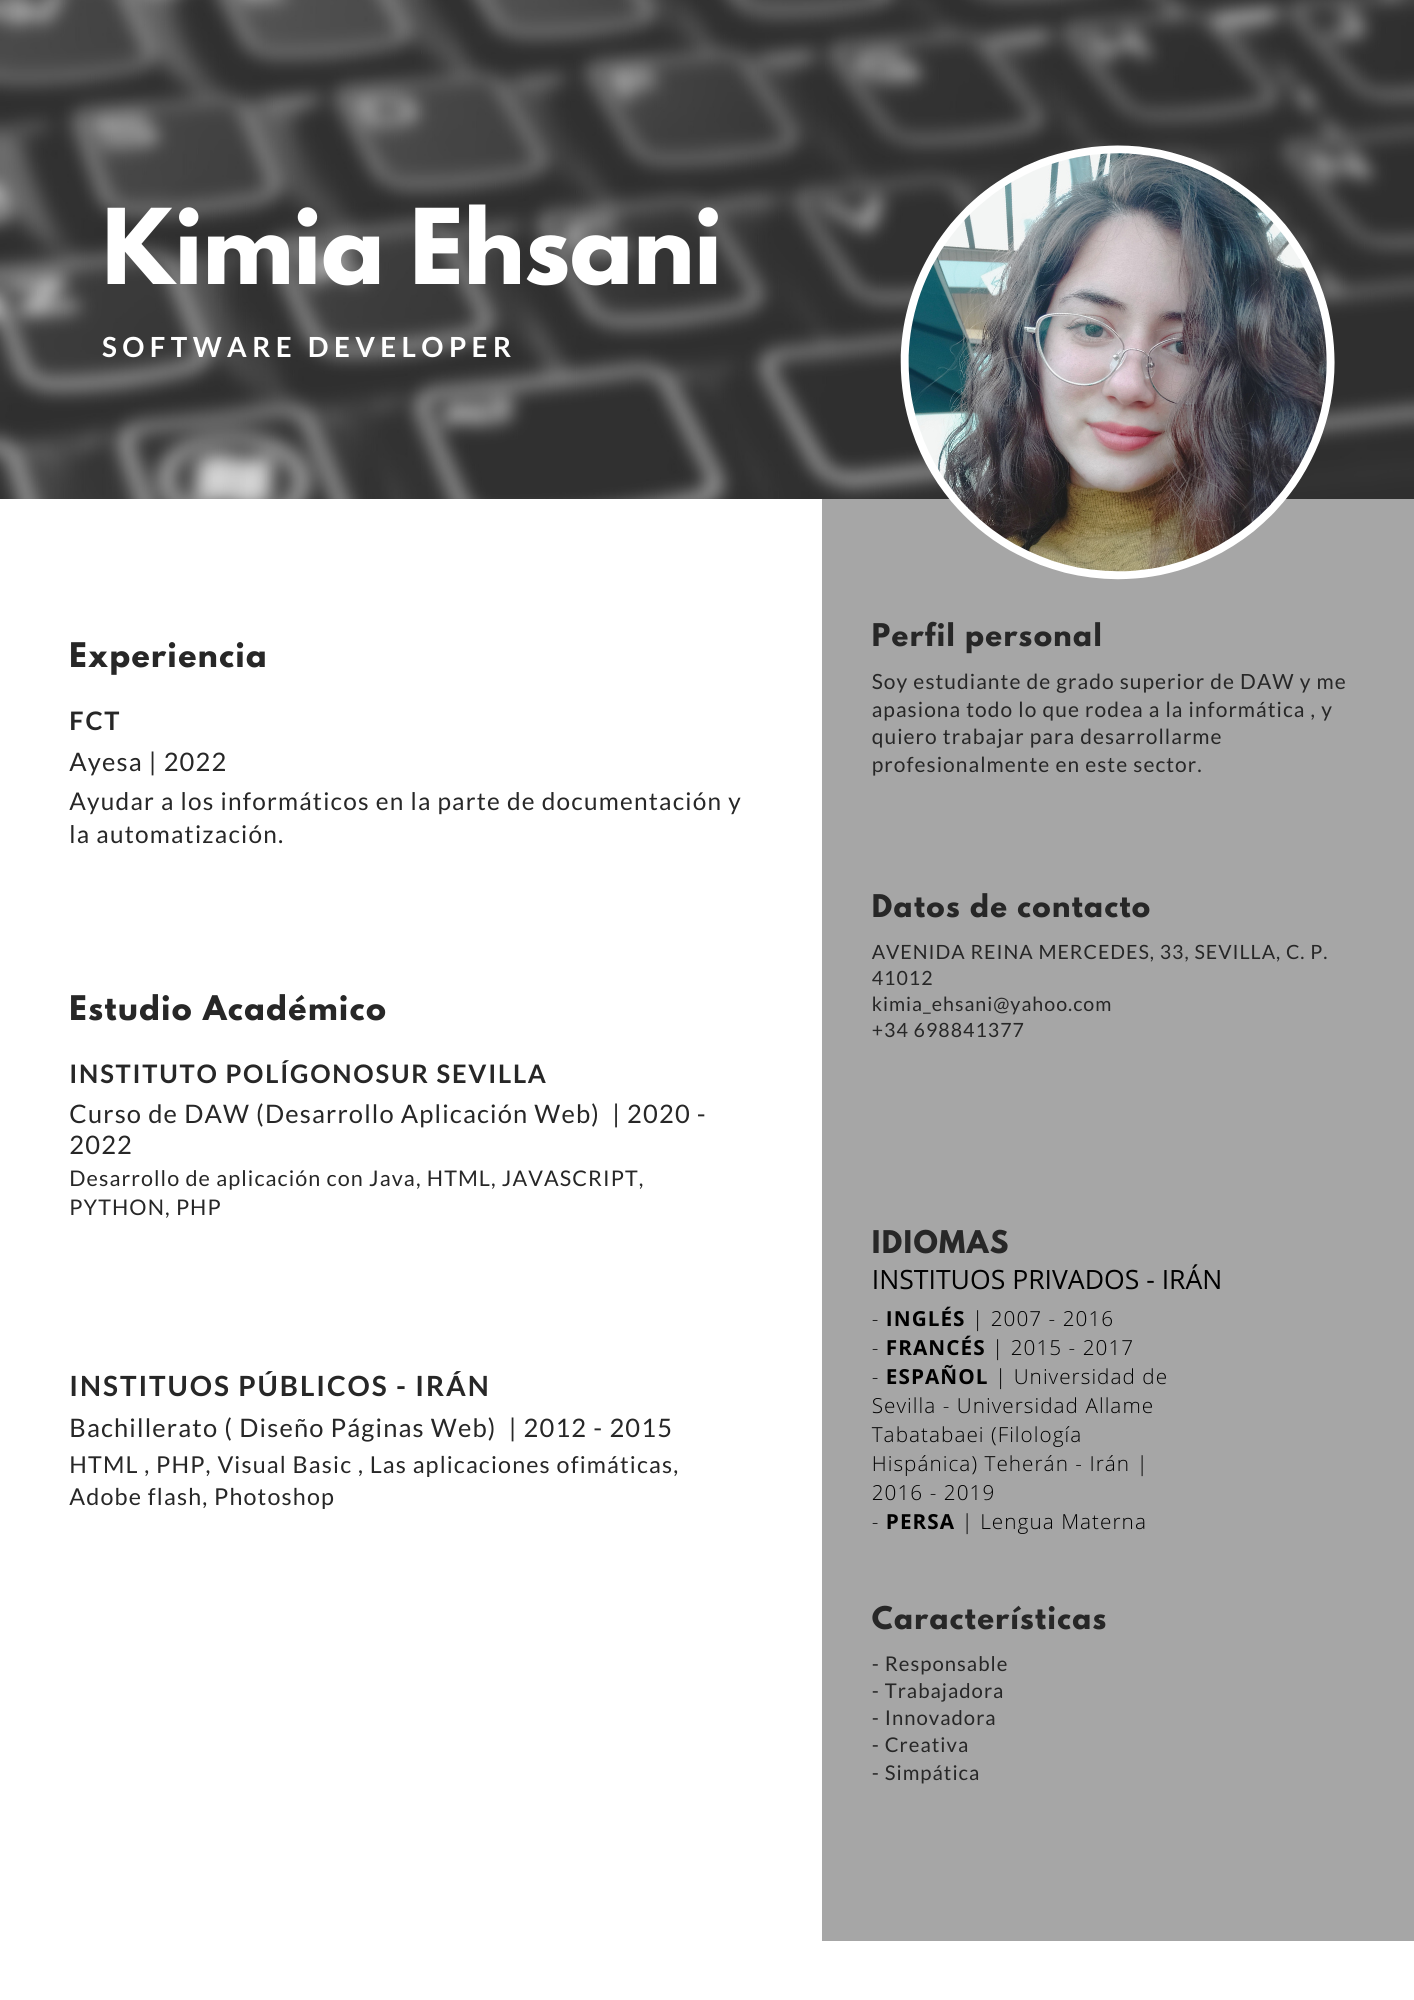 Kimia Ehsani
SOFTWARE DEVELOPER
Experiencia
FCT
Ayesa | 2022
Ayudar a los informáticos en la parte de documentación y
la automatización.
Estudio Académico
INSTITUTO POLÍGONOSUR SEVILLA
Curso de DAW (Desarrollo Aplicación Web) | 2020 -
2022
Desarrollo de aplicación con Java, HTML, JAVASCRIPT,
PYTHON, PHP
INSTITUOS PÚBLICOS - IRÁN
Bachillerato ( Diseño Páginas Web) | 2012 - 2015
HTML , PHP, Visual Basic , Las aplicaciones ofimáticas,
Adobe flash, Photoshop
Perfil personal
Soy estudiante de grado superior de DAW y me
apasiona todo lo que rodea a la informática , y
quiero trabajar para desarrollarme
profesionalmente en este sector.
Datos de contacto
AVENIDA REINA MERCEDES, 33, SEVILLA, C. P.
41012
kimia_ehsani@yahoo.com
+34 698841377
IDIOMAS
INSTITUOS PRIVADOS - IRÁN
- INGLÉS | 2007 - 2016
- FRANCÉS | 2015 - 2017
- ESPAÑOL | Universidad de
Sevilla - Universidad Allame
Tabatabaei (Filología
Hispánica) Teherán - Irán |
2016 - 2019
- PERSA | Lengua Materna
Características
- Responsable
- Trabajadora
- Innovadora
- Creativa
- Simpática